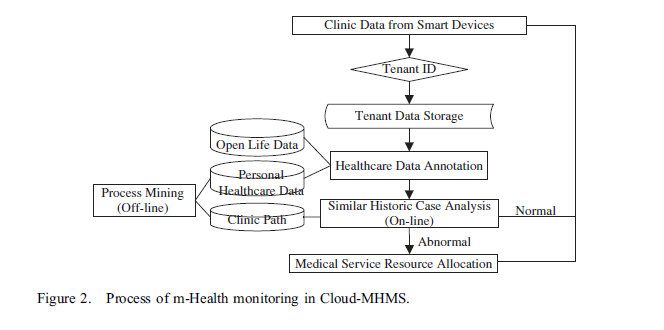 Clinic Data from Smart Devices
Tenant ID
Tenant Data Storage
Open Life Data
Healthcare Data Annotation
Personal
Healthcare Data
Process Mining
(Off-line)
Clinic Path
Similar Historic Case Analysis
(On-line)
Normal
Abnormal
Medical Service Resource Allocation
Figure 2. Process of m-Health monitoring in Cloud-MHMS.